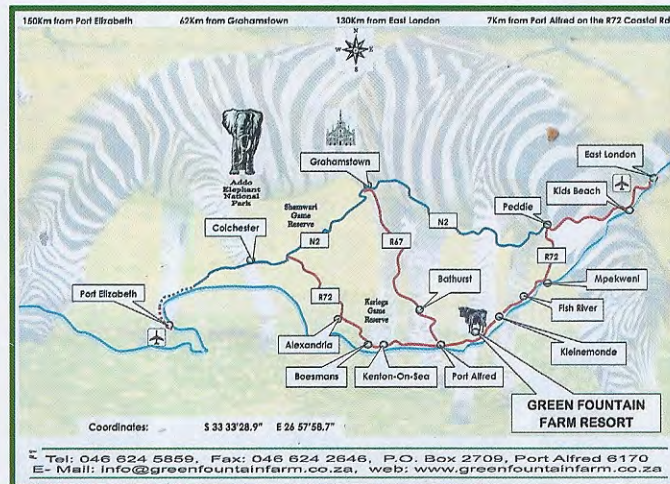 150Km from Port Elizabeth 62Km from Grahamstown 130Km from East London 7Km from Port Alfred on the R72 Coastal Rd
N
W E
S
Addo
Elephant
National
Park
Grahamstown
East London
Kids Beach
Shamwari
Game
Reserve
Peddie
Colchester
N2
N2
R67
R72
Port Elizabeth
R72
Bathurst
Mpekweni
Kariega
Game
Reserve
Fish River
Alexandria
Kleinemonde
Boesmans
Kenton-On-Sea
Port Alfred
GREEN FOUNTAIN
FARM RESORT
Coordinates: S 33 33'28.9" E 26 57'58.7"
Tel: 046 624 5859, Fax: 046 624 2646, P.O. Box 2709, Port Alfred 6170
E- Mail: info@greenfountainfarm.co.za, web: www.greenfountainfarm.co.za